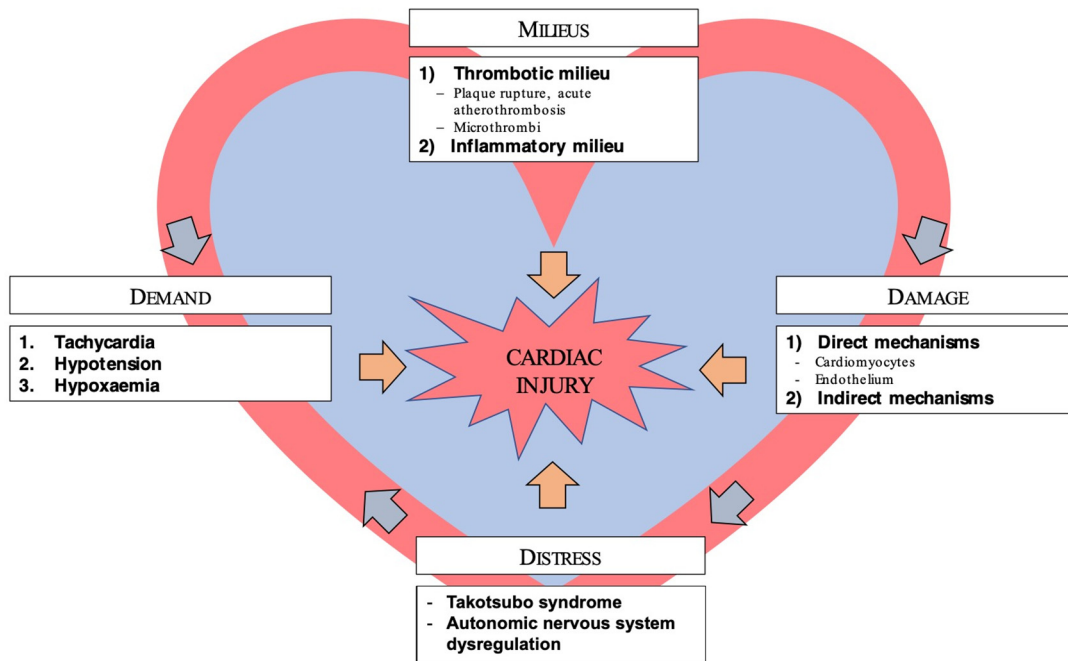 MILIEUS
1) Thrombotic milieu
– Plaque rupture, acute
atherothrombosis
– Microthrombi
2) Inflammatory milieu
DEMAND
1. Tachycardia
2. Hypotension
3. Hypoxaemia
CARDIAC
INJURY
DAMAGE
1) Direct mechanisms
- Cardiomyocytes
- Endothelium
2) Indirect mechanisms
DISTRESS
- Takotsubo syndrome
- Autonomic nervous system
dysregulation